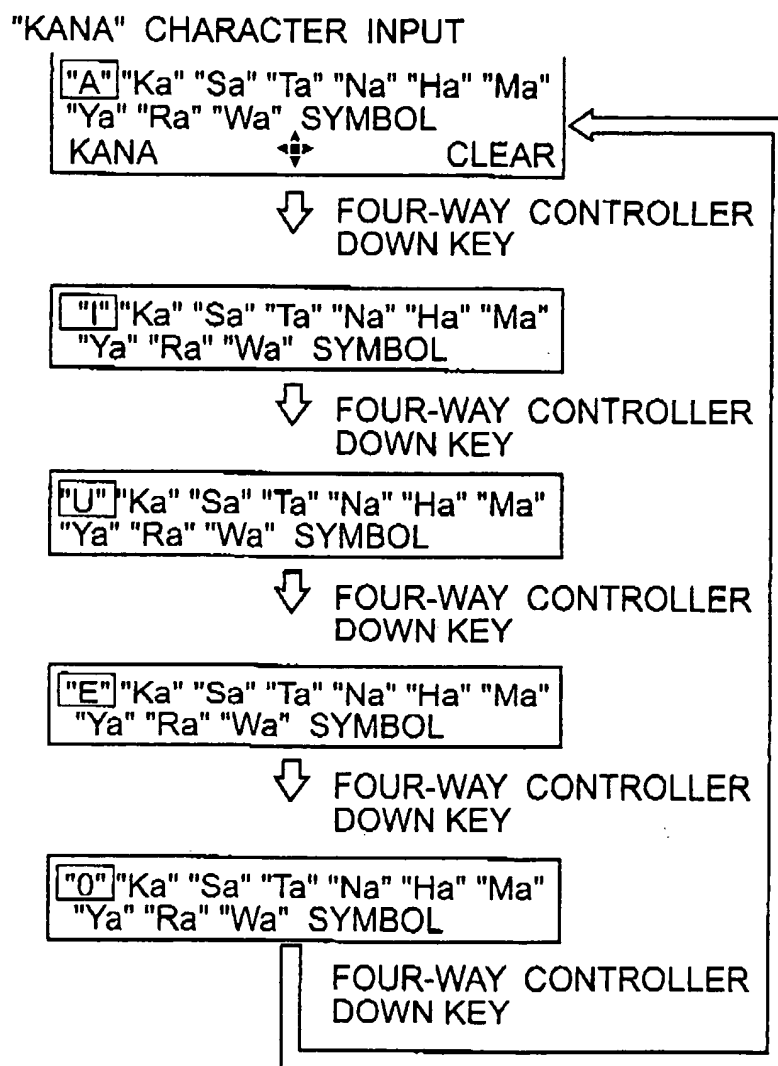 "KANA" CHARACTER INPUT
"A" "Ka" "Sa" "Ta" "Na" "Ha" "Ma"
"Ya" "Ra" "Wa" SYMBOL
KANA CLEAR
FOUR-WAY CONTROLLER
DOWN KEY
"I" "Ka" "Sa" "Ta" "Na" "Ha" "Ma"
"Ya" "Ra" "Wa" SYMBOL
FOUR-WAY CONTROLLER
DOWN KEY
"U" "Ka" "Sa" "Ta" "Na" "Ha" "Ma"
"Ya" "Ra" "Wa" SYMBOL
FOUR-WAY CONTROLLER
DOWN KEY
"E" "Ka" "Sa" "Ta" "Na" "Ha" "Ma"
"Ya" "Ra" "Wa" SYMBOL
FOUR-WAY CONTROLLER
DOWN KEY
"0" "Ka" "Sa" "Ta" "Na" "Ha" "Ma"
"Ya" "Ra" "Wa" SYMBOL
FOUR-WAY CONTROLLER
DOWN KEY